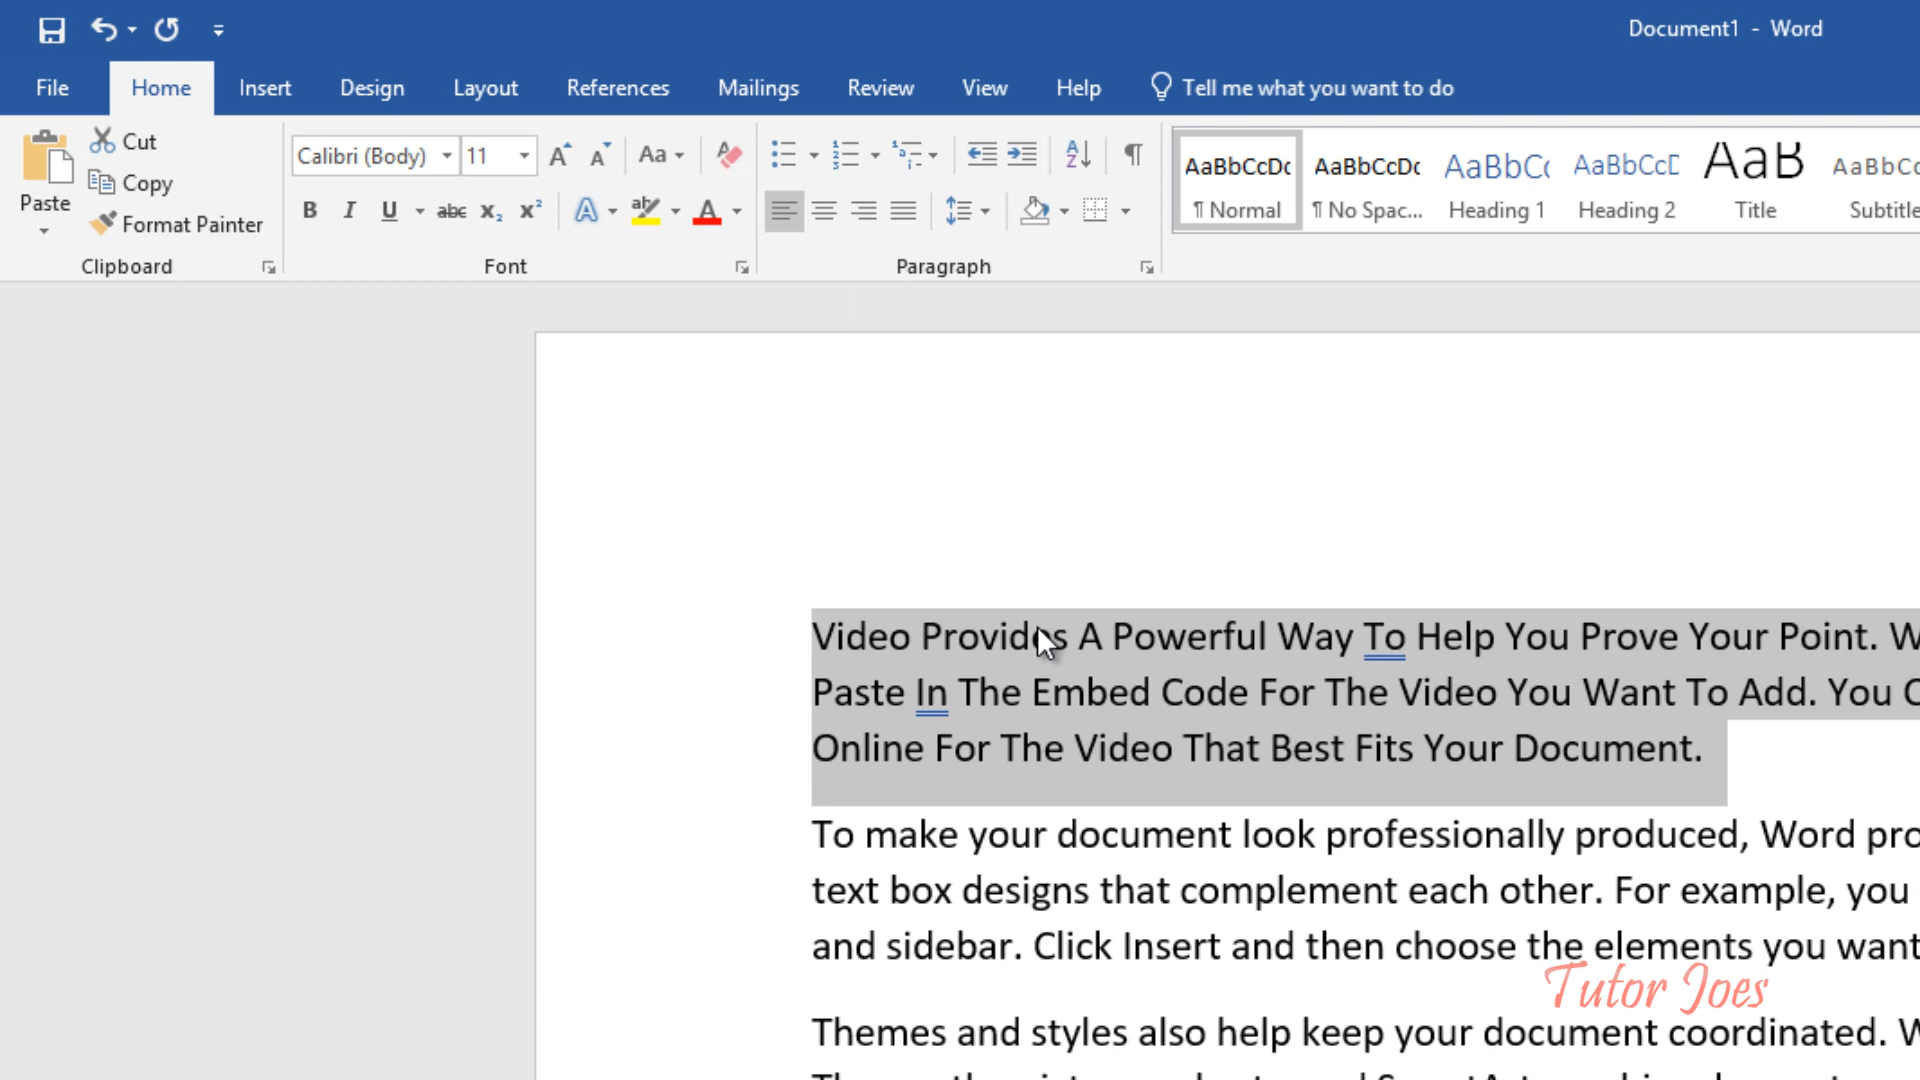 Document1 - Word
File Home Insert Design Layout References Mailings Review View Help Tell me what you want to do
Paste
Cut
Copy
Format Painter
Clipboard
Calibri (Body) 11 Aa
B I U abc x₂ x² A ab A
Font
Paragraph
AaBbCcDc AaBbCcDc AaBbC AaBbCcD AaB AaBbCc
¶ Normal ¶ No Spac... Heading 1 Heading 2 Title Subtitle
Video Provides A Powerful Way To Help You Prove Your Point.
Paste In The Embed Code For The Video You Want To Add. You
Online For The Video That Best Fits Your Document.
To make your document look professionally produced, Word pro
text box designs that complement each other. For example, you
and sidebar. Click Insert and then choose the elements you want
Tutor Joes
Themes and styles also help keep your document coordinated.